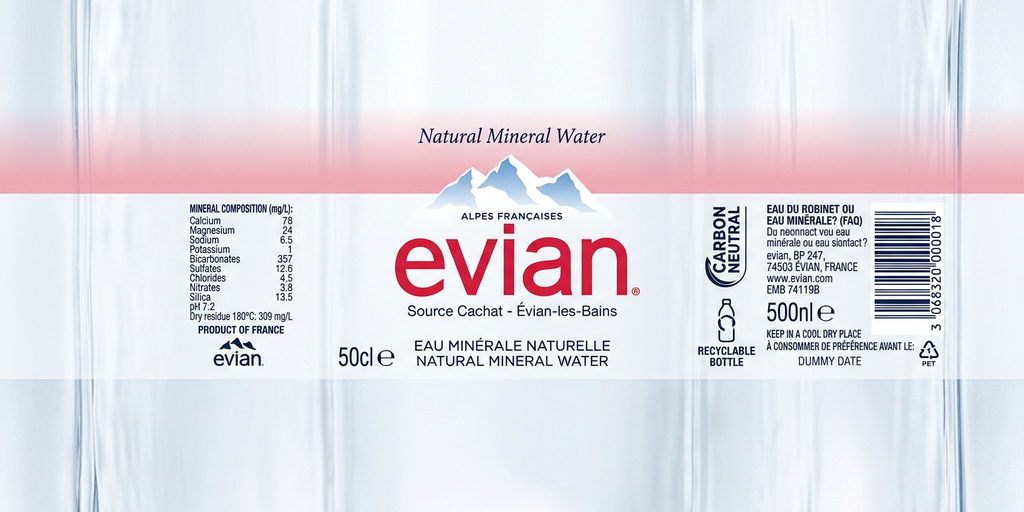 Natural Mineral Water
ALPES FRANÇAISES
evian®
Source Cachat - Évian-les-Bains
EAU MINÉRALE NATURELLE
NATURAL MINERAL WATER
50cl e
MINERAL COMPOSITION (mg/L):
Calcium 78
Magnesium 24
Sodium 6.5
Potassium 1
Bicarbonates 357
Sulfates 12.6
Chlorides 4.5
Nitrates 3.8
Silica 13.5
pH 7.2
Dry residue 180°C: 309 mg/L
PRODUCT OF FRANCE
evian.
CARBON
NEUTRAL
RECYCLABLE
BOTTLE
EAU DU ROBINET OU
EAU MINÉRALE? (FAQ)
Du neonnact veu eau
minérale ou eau siontact?
evian, BP 247,
74503 ÉVIAN, FRANCE
www.evian.com
EMB 74119B
500nl e
KEEP IN A COOL DRY PLACE
À CONSOMMER DE PRÉFÉRENCE AVANT LE:
DUMMY DATE
3 068320 000018
PET